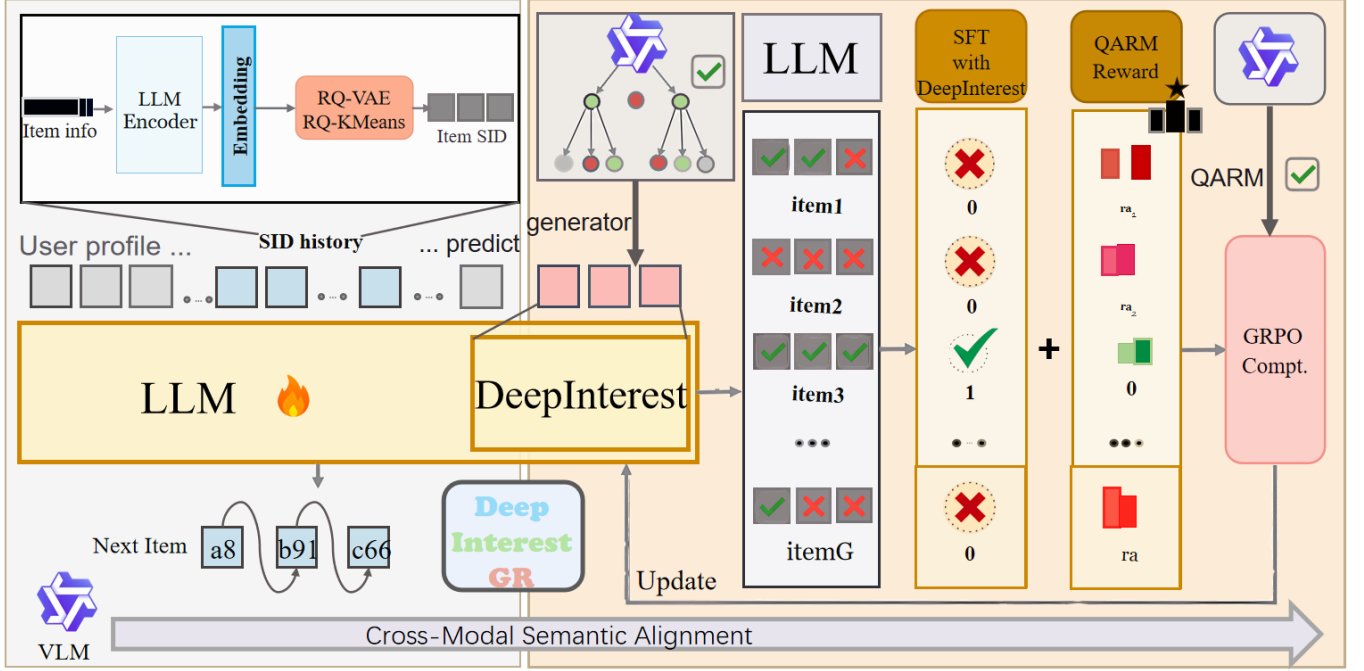 Item info
LLM
Encoder
Embedding
RQ-VAE
RQ-KMeans
Item SID
User profile ...
SID history
... predict
LLM
DeepInterest
Next Item
a8
b91
c66
Deep
Interest
GR
VLM
Cross-Modal Semantic Alignment
generator
LLM
item1
item2
item3
itemG
SFT
with
DeepInterest
0
0
1
0
+
QARM
Reward
ra1
ra2
0
ra
QARM
GRPO
Compt.
Update